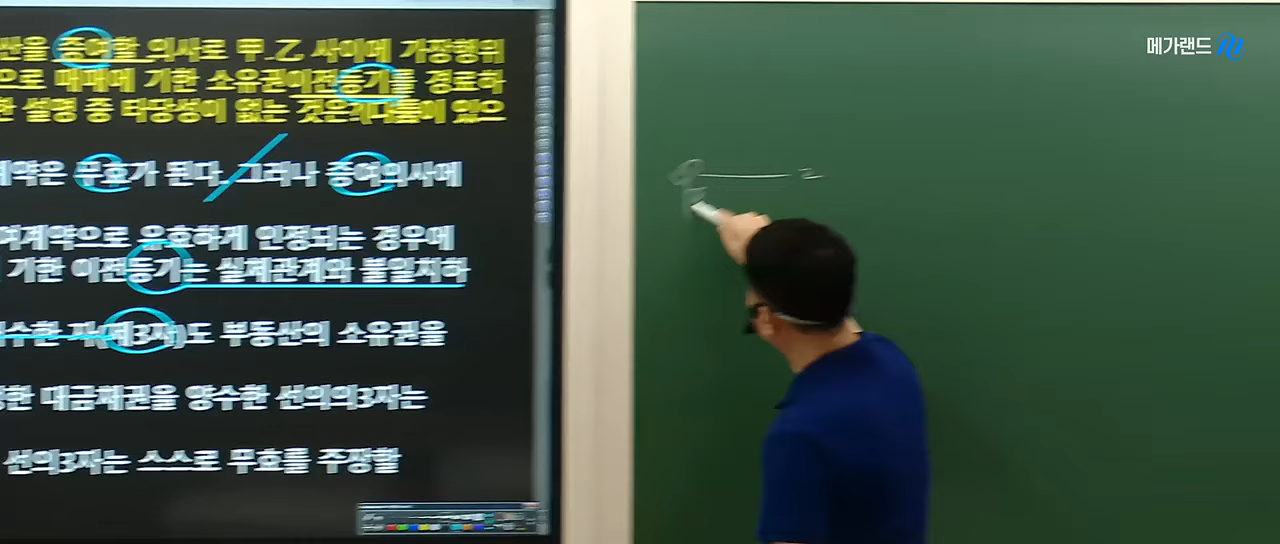 산을 증여할 의사로 甲.乙 사이에 가장행위
으로 매매에 기한 소유권이전등기를 경료하
한 설명 중 타당성이 없는 것은?(다툼이 있으
계약은 무효가 된다. 그러나 증여의사에
여계약으로 유효하게 인정되는 경우에
기한 이전등기는 실체관계와 불일치하
수한 자(제3자)도 부동산의 소유권을
한 대금채권을 양수한 선의의3자는
선의3자는 스스로 무효를 주장할
메가랜드